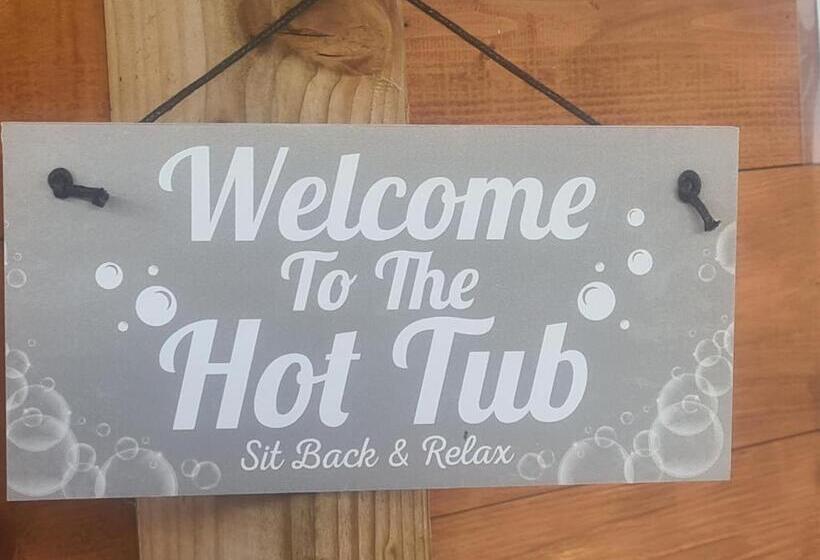 Welcome
To The
Hot Tub
Sit Back & Relax